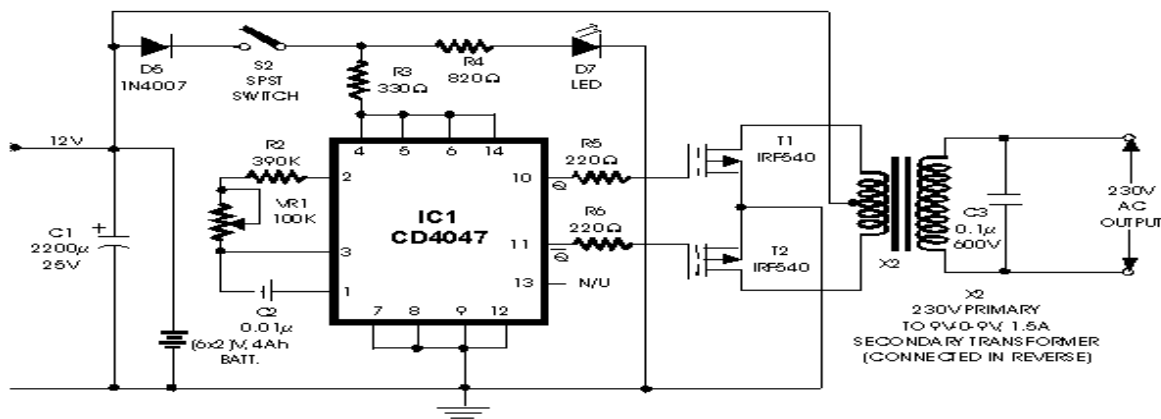 D5
1N4007
S2
SPST
SWITCH
R3
330Ω
R4
820Ω
D7
LED
12V
R2
390K
VR1
100K
C1
2200µ
25V
+
C2
0.01µ
(6x2)V, 4Ah
BATT.
4 5 6 14
2
3
1
IC1
CD4047
10
11
13
7 8 9 12
Q
Q̅
N/U
R5
220Ω
R6
220Ω
T1
IRF540
T2
IRF540
X2
C3
0.1µ
600V
230V
AC
OUTPUT
X2
230V PRIMARY
TO 9V-0-9V, 1.5A
SECONDARY TRANSFORMER
(CONNECTED IN REVERSE)